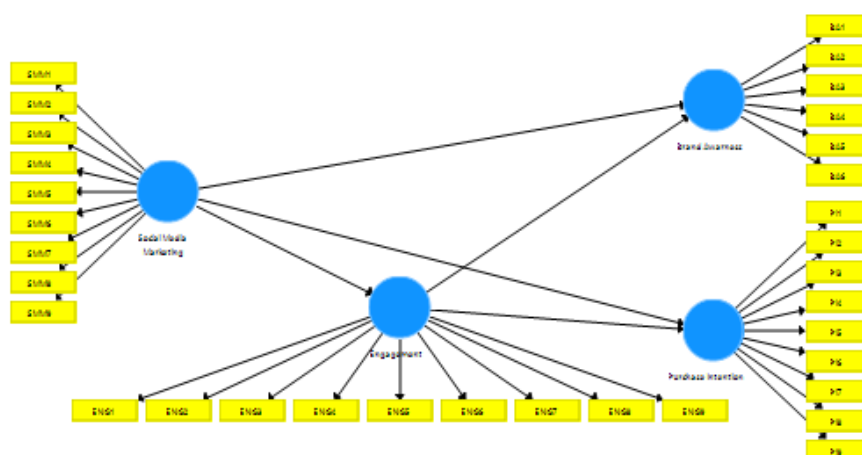 SMM1
SMM2
SMM3
SMM4
SMM5
SMM6
SMM7
SMM8
SMM9
Social Media
Marketing
Engagement
ENG1
ENG2
ENG3
ENG4
ENG5
ENG6
ENG7
ENG8
ENG9
BA1
BA2
BA3
BA4
BA5
BA6
Brand Awarness
PI1
PI2
PI3
PI4
PI5
PI6
PI7
PI8
PI9
Purchase Intention